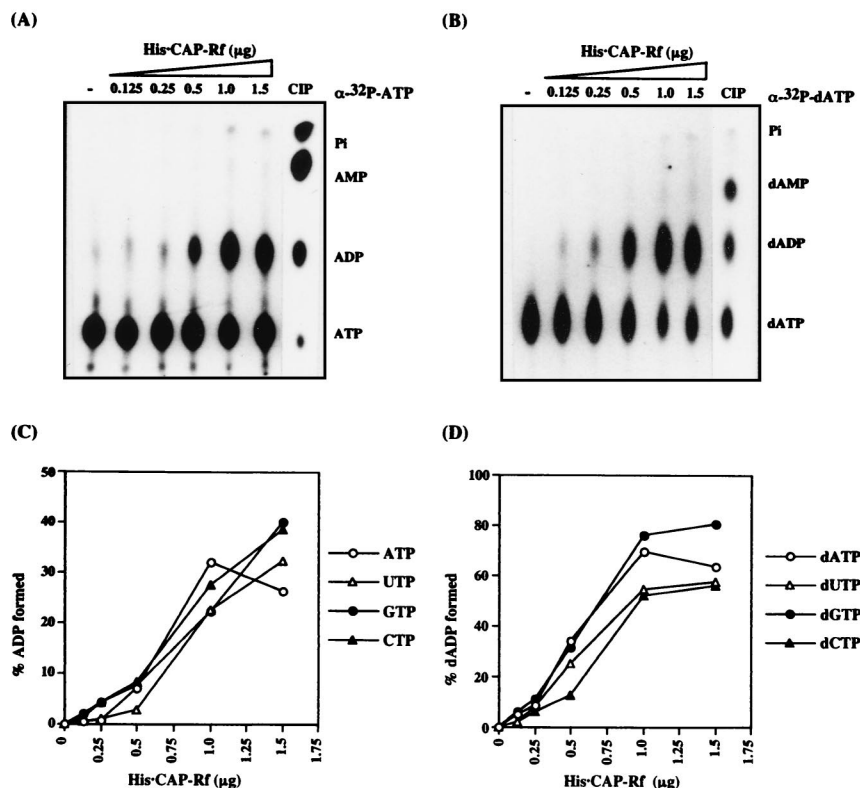 (A)
His·CAP-Rf (µg)
- 0.125 0.25 0.5 1.0 1.5 CIP α-³²P-ATP
Pi
AMP
ADP
ATP
(B)
His·CAP-Rf (µg)
- 0.125 0.25 0.5 1.0 1.5 CIP α-³²P-dATP
Pi
dAMP
dADP
dATP
(C)
% ADP formed
50
40
30
20
10
0
0 0.25 0.5 1.0 1.25 1.5 1.75
His·CAP-Rf (µg)
ATP
UTP
GTP
CTP
(D)
% dADP formed
100
80
60
40
20
0
0 0.25 0.5 1.0 1.25 1.5 1.75
His·CAP-Rf (µg)
dATP
dUTP
dGTP
dCTP